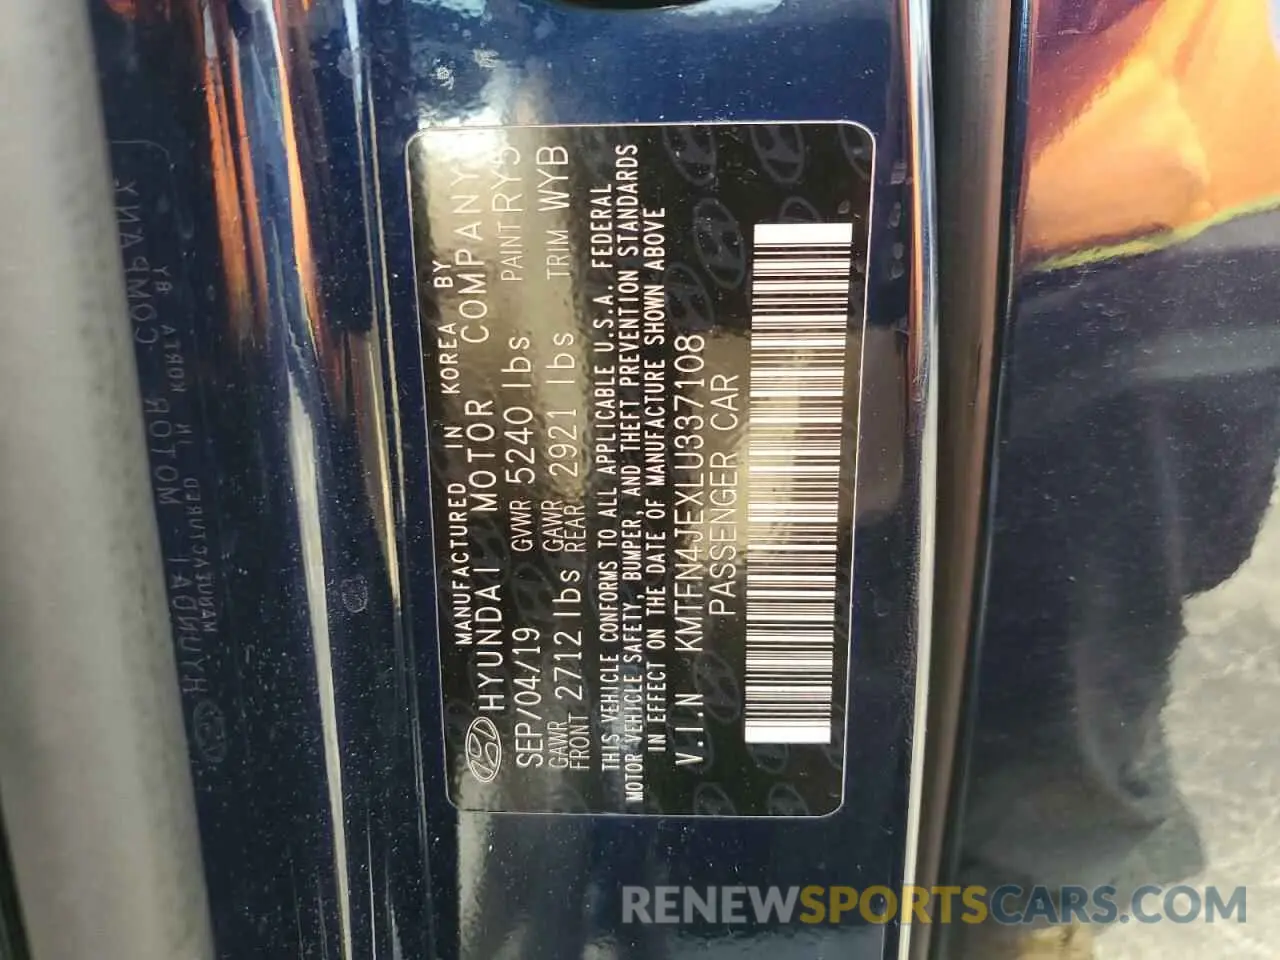 MANUFACTURED IN KOREA BY
HYUNDAI MOTOR COMPANY
SEP/04/19 GVWR 5240 lbs PAINT RY5
GAWR FRONT 2712 lbs GAWR REAR 2921 lbs TRIM WYB
THIS VEHICLE CONFORMS TO ALL APPLICABLE U.S.A. FEDERAL
MOTOR VEHICLE SAFETY, BUMPER, AND THEFT PREVENTION STANDARDS
IN EFFECT ON THE DATE OF MANUFACTURE SHOWN ABOVE
V.I.N KMTFN4JEXLU337108
PASSENGER CAR
RENEWSPORTSCARS.COM